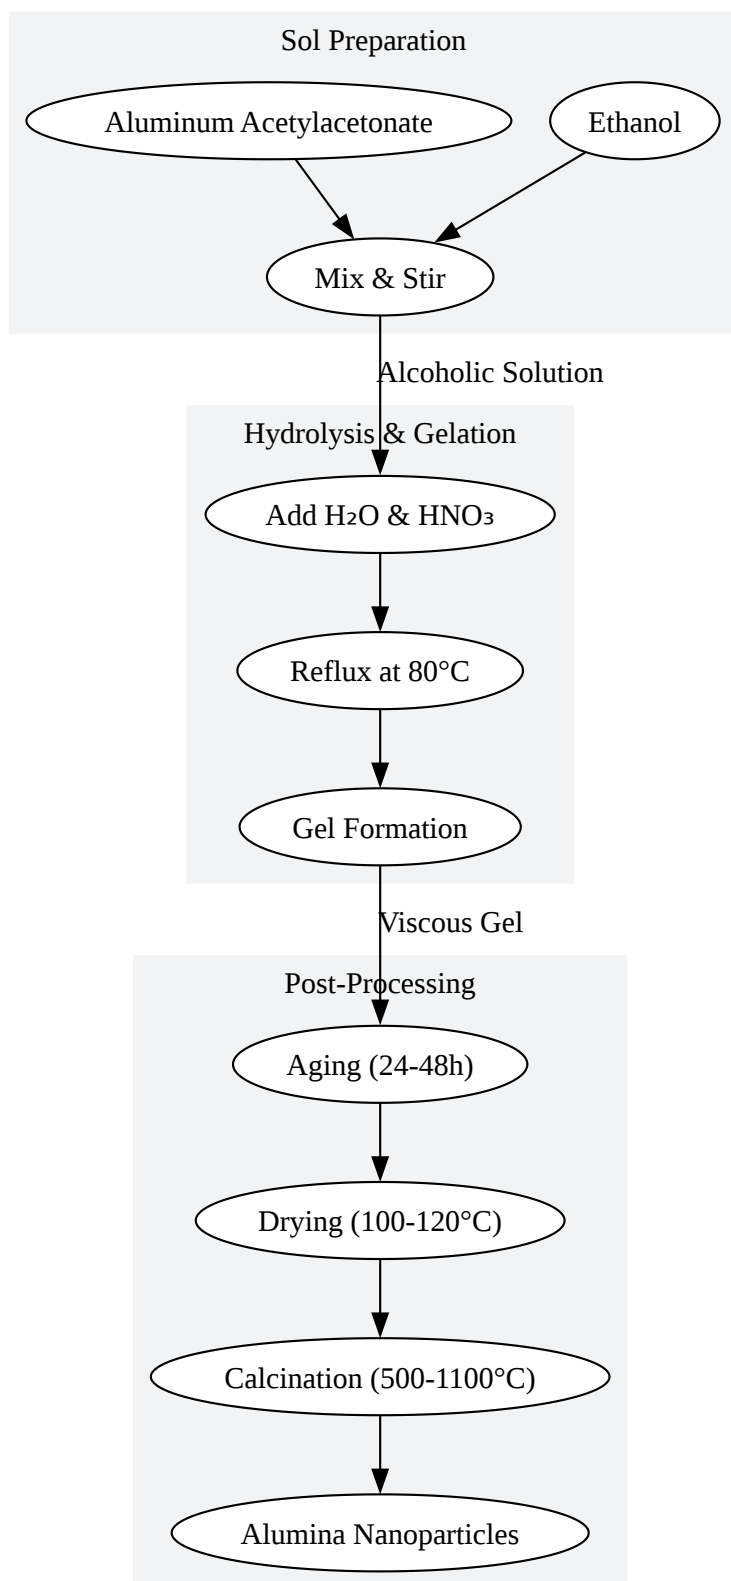 Sol Preparation
Aluminum Acetylacetonate
Ethanol
Mix & Stir
Alcoholic Solution
Hydrolysis & Gelation
Add H₂O & HNO₃
Reflux at 80°C
Gel Formation
Viscous Gel
Post-Processing
Aging (24-48h)
Drying (100-120°C)
Calcination (500-1100°C)
Alumina Nanoparticles